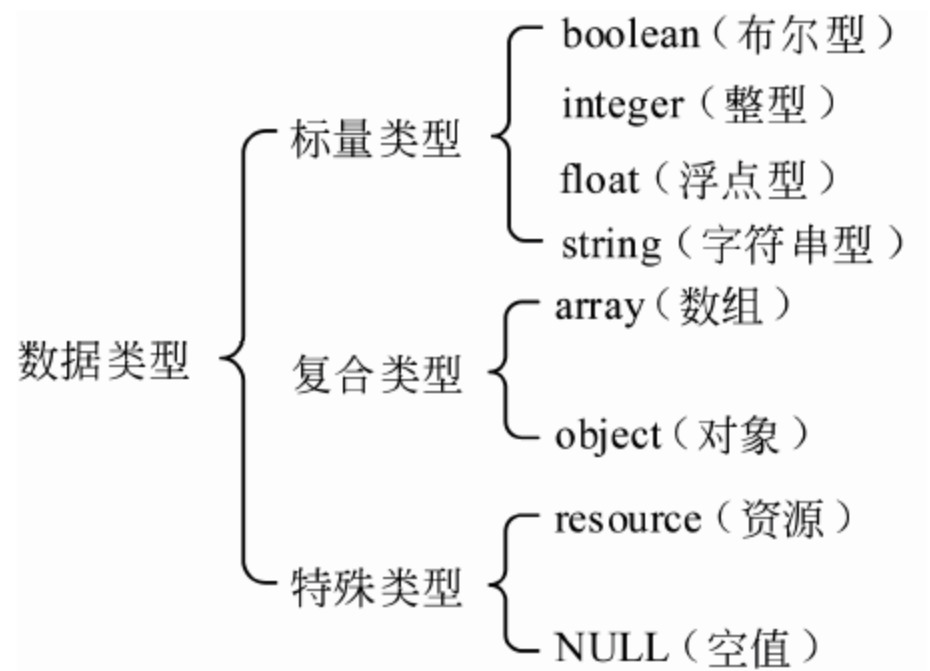 boolean（布尔型）
integer（整型）
标量类型
float（浮点型）
string（字符串型）
array（数组）
数据类型
复合类型
object（对象）
resource（资源）
特殊类型
NULL（空值）